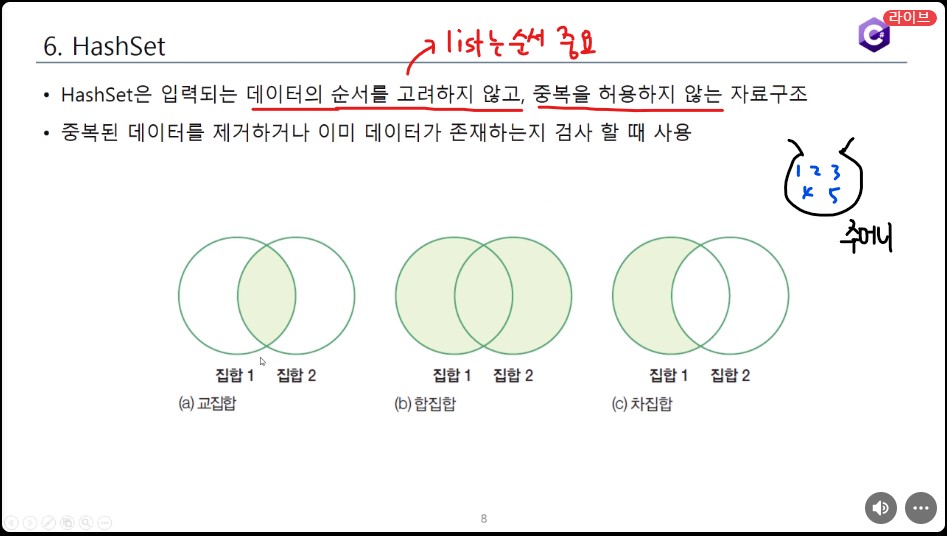 라이브
C#
6. HashSet
list는 순서 중요
• HashSet은 입력되는 데이터의 순서를 고려하지 않고, 중복을 허용하지 않는 자료구조
• 중복된 데이터를 제거하거나 이미 데이터가 존재하는지 검사 할 때 사용
1 2 3
4 5
주머니
집합 1 집합 2
(a) 교집합
집합 1 집합 2
(b) 합집합
집합 1 집합 2
(c) 차집합
8